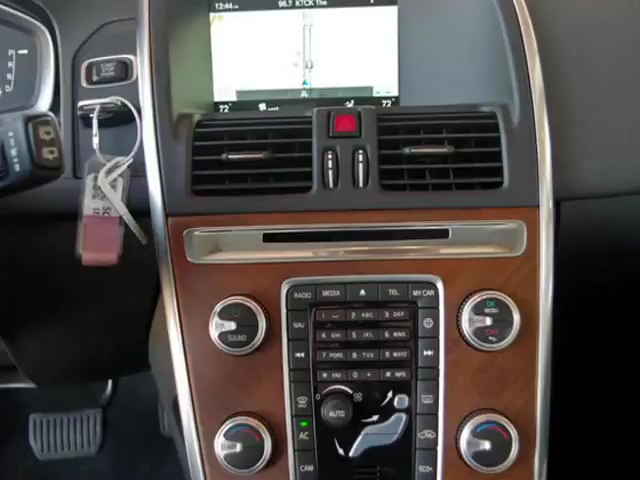 12:44 98.7 KTCK The
72° 72°
START
STOP
RADIO MEDIA TEL MY CAR
NAV
1 2 ABC 3 DEF
4 GHI 5 JKL 6 MNO
7 PQRS 8 TUV 9 WXYZ
0 # INFO
SOUND
OK
MENU
EXIT
AUTO
AC
CAM
ECO+